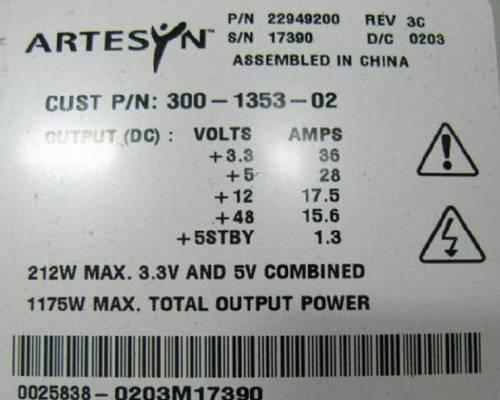 ARTESYN™
P/N 22949200 REV 3C
S/N 17390 D/C 0203
ASSEMBLED IN CHINA
CUST P/N: 300-1353-02
OUTPUT (DC) : VOLTS AMPS
+3.3 36
+5 28
+12 17.5
+48 15.6
+5STBY 1.3
212W MAX. 3.3V AND 5V COMBINED
1175W MAX. TOTAL OUTPUT POWER
0025838-0203M17390